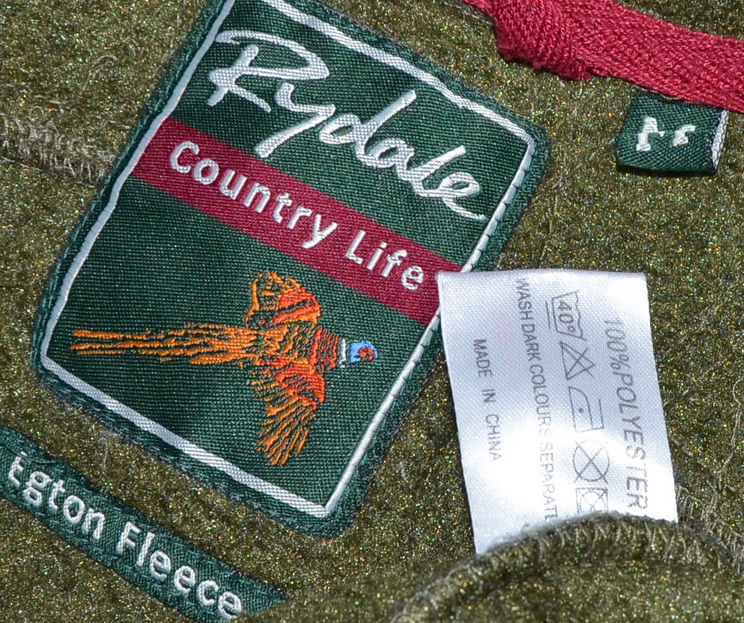 Rydale
Country Life
Egton Fleece
100% POLYESTER
40°
WASH DARK COLOURS SEPARATE
MADE IN CHINA